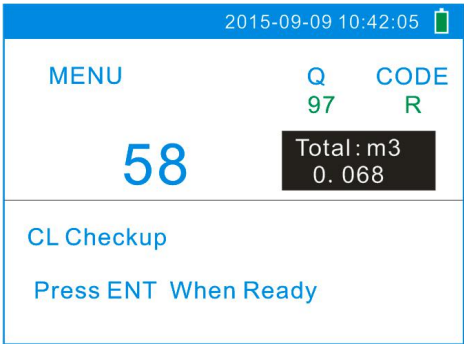 2015-09-09 10:42:05
MENU Q CODE
97 R
58 Total: m3
0. 068
CL Checkup
Press ENT When Ready